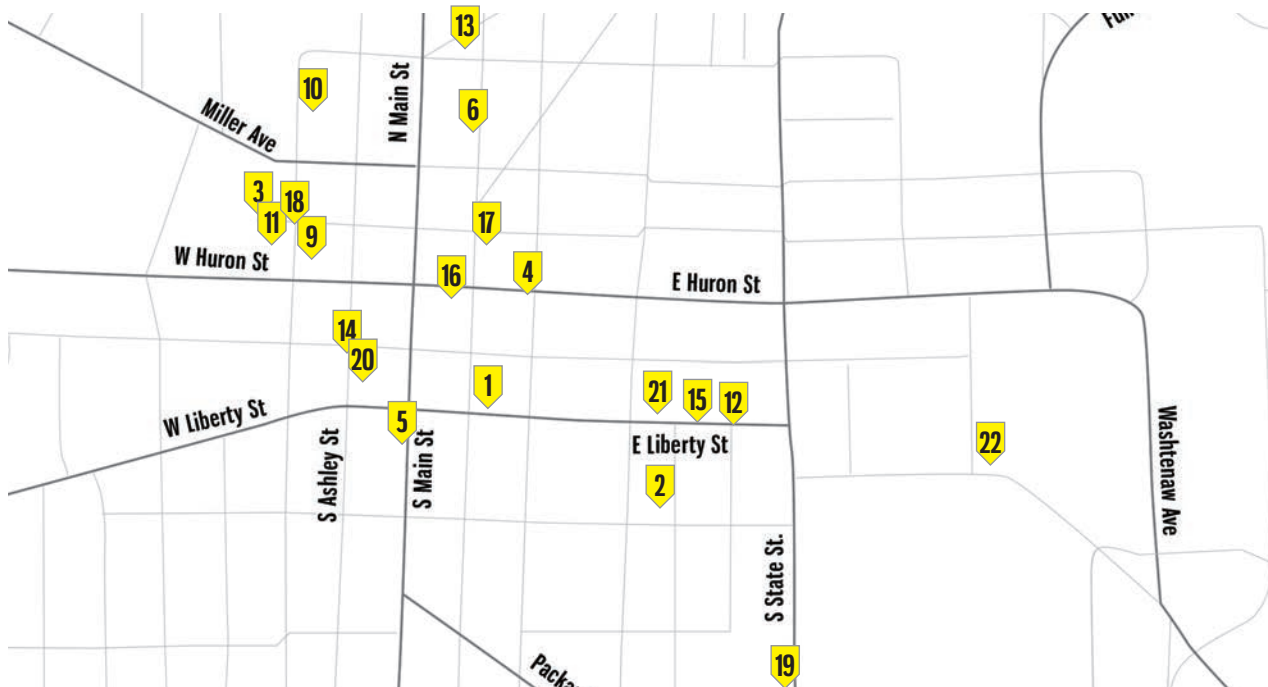 13
10
N Main St
6
Miller Ave
3
18
11
9
17
W Huron St
16
4
E Huron St
14
20
1
21
15
12
W Liberty St
5
E Liberty St
22
Washtenaw Ave
S Ashley St
S Main St
2
S State St.
19